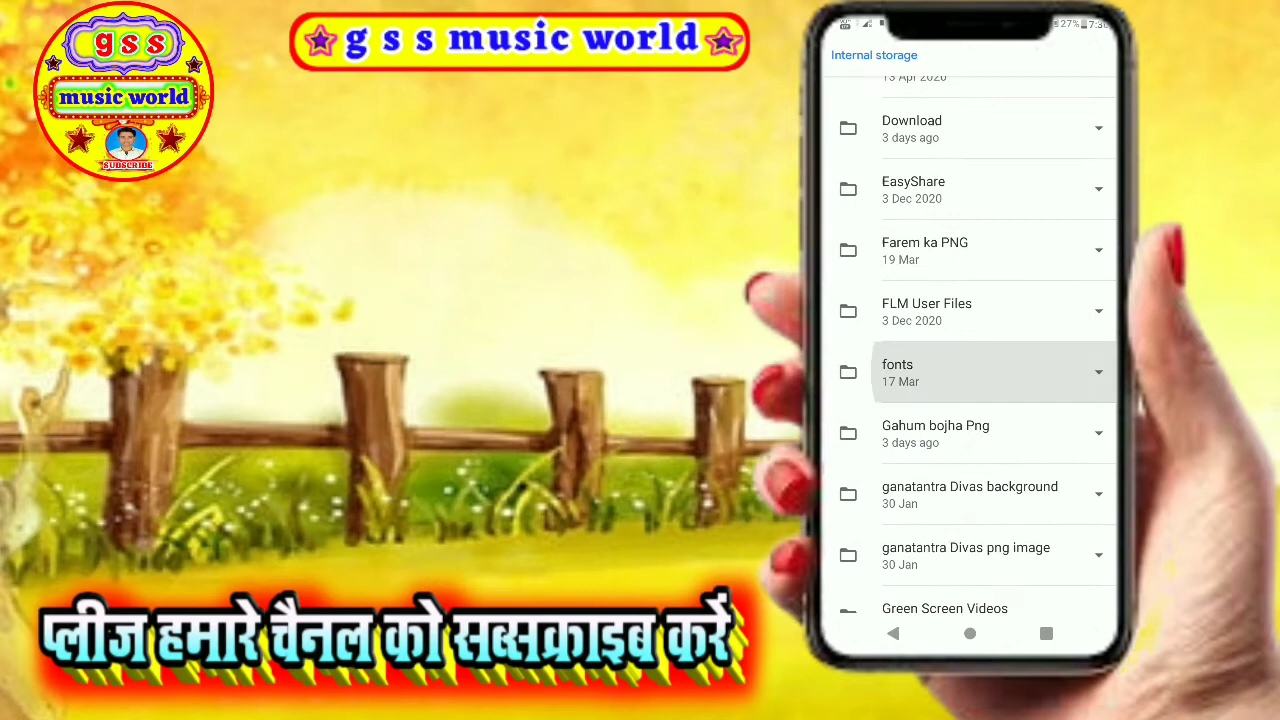 g s s
music world
SUBSCRIBE
g s s music world
27% 7:36
Internal storage
13 Apr 2020
Download
3 days ago
EasyShare
3 Dec 2020
Farem ka PNG
19 Mar
FLM User Files
3 Dec 2020
fonts
17 Mar
Gahum bojha Png
3 days ago
ganatantra Divas background
30 Jan
ganatantra Divas png image
30 Jan
Green Screen Videos
प्लीज हमारे चैनल को सब्सक्राइब करें